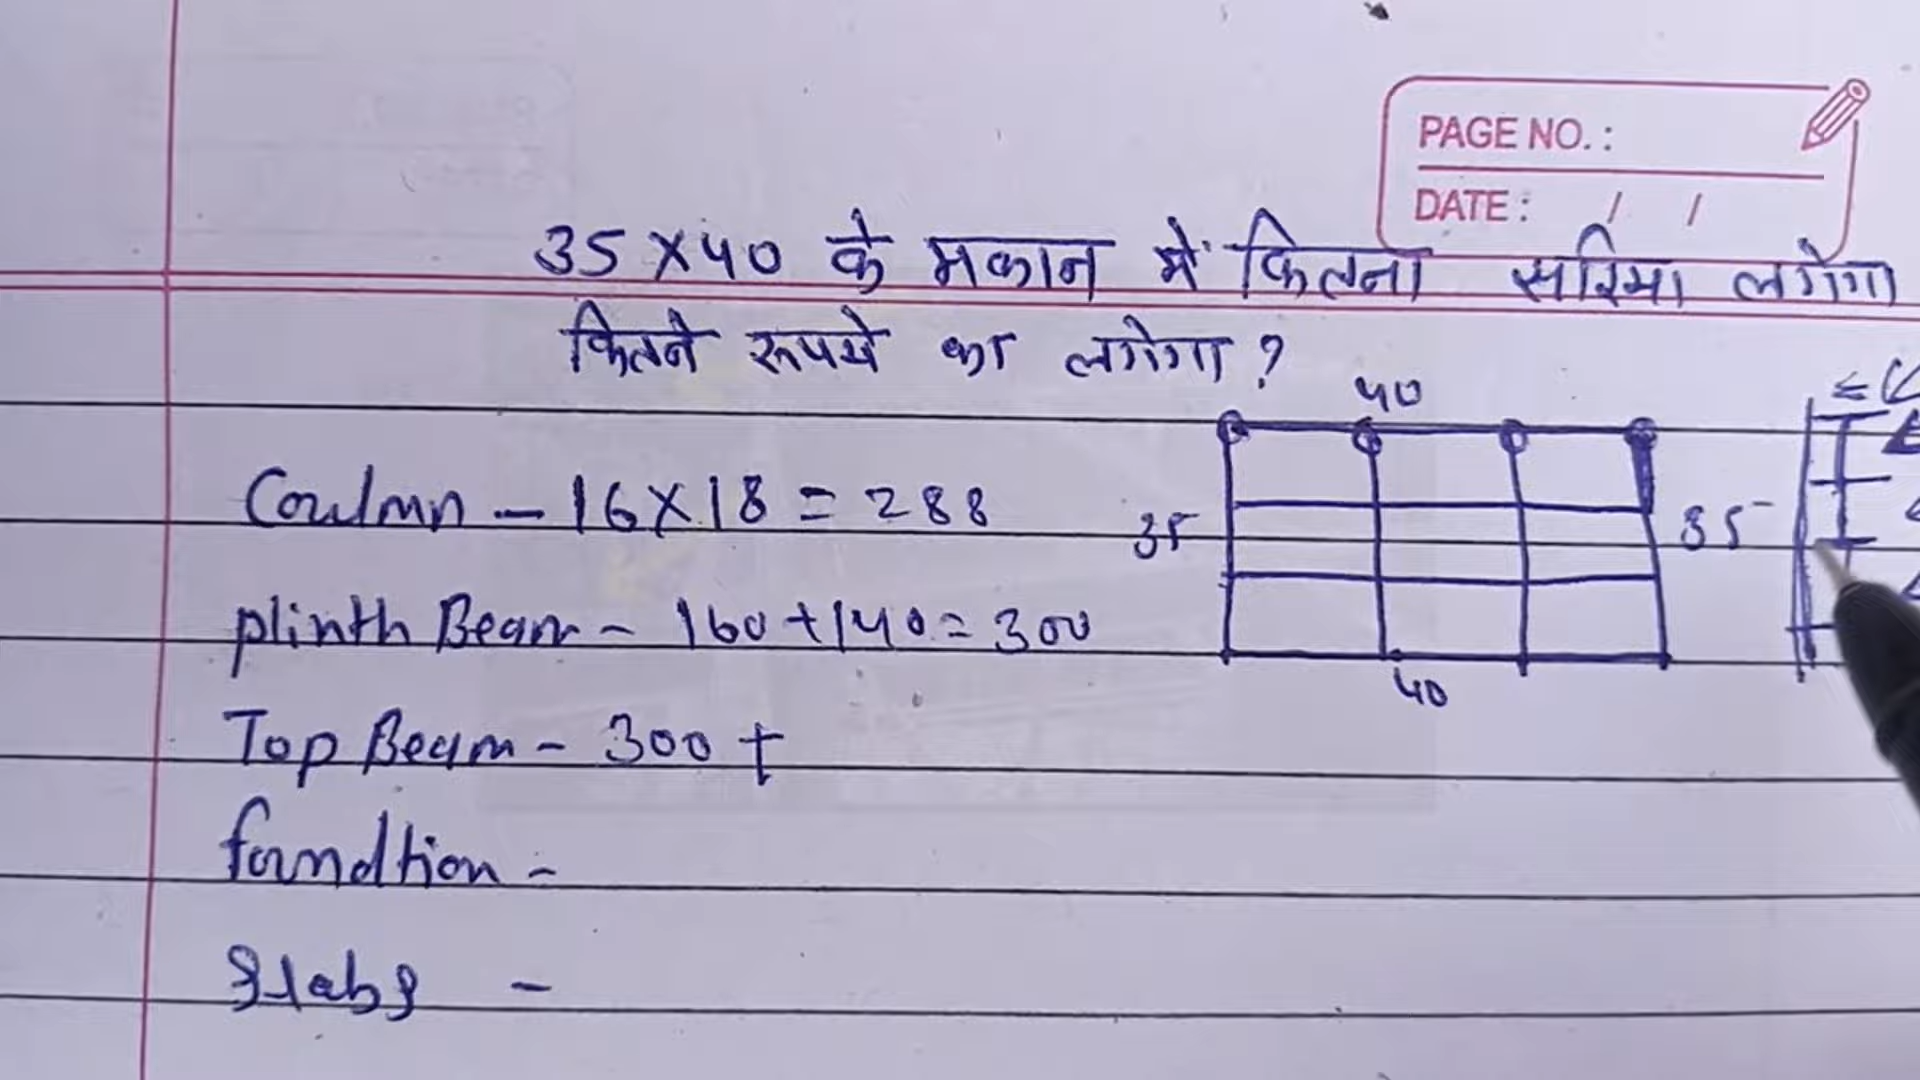 PAGE NO. :
DATE : / /
35 X 40 के मकान में कितना सरिया लगेगा
कितने रूपये का लगेगा ?
40
Coulmn – 16 X 18 = 288
35
35
plinth Beam – 160 + 140 = 300
40
Top Beam – 300 +
foundtion –
Slabs –